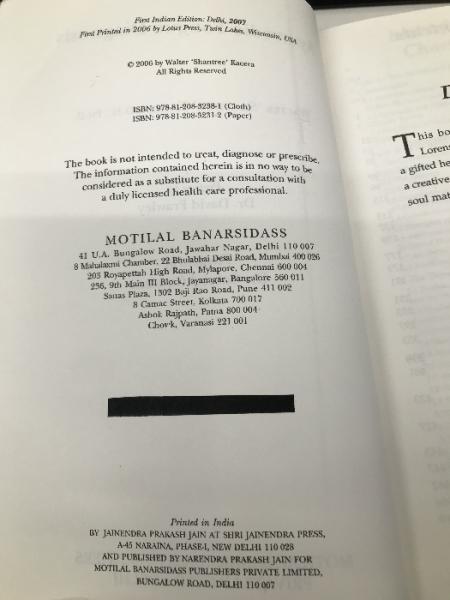 First Indian Edition: Delhi, 2007
First Printed in 2006 by Lotus Press, Twin Lakes, Wisconsin, USA
© 2006 by Walter 'Shantree' Kacera
All Rights Reserved
ISBN: 978-81-208-3238-1 (Cloth)
ISBN: 978-81-208-3231-2 (Paper)
The book is not intended to treat, diagnose or prescribe.
The information contained herein is in no way to be
considered as a substitute for a consultation with
a duly licensed health care professional.
MOTILAL BANARSIDASS
41 U.A. Bungalow Road, Jawahar Nagar, Delhi 110 007
8 Mahalaxmi Chamber, 22 Bhulabhai Desai Road, Mumbai 400 026
203 Royapettah High Road, Mylapore, Chennai 600 004
236, 9th Main III Block, Jayanagar, Bangalore 560 011
Sanas Plaza, 1302 Baji Rao Road, Pune 411 002
8 Camac Street, Kolkata 700 017
Ashok Rajpath, Patna 800 004
Chowk, Varanasi 221 001
Printed in India
BY JAINENDRA PRAKASH JAIN AT SHRI JAINENDRA PRESS,
A-45 NARAINA, PHASE-I, NEW DELHI 110 028
AND PUBLISHED BY NARENDRA PRAKASH JAIN FOR
MOTILAL BANARSIDASS PUBLISHERS PRIVATE LIMITED,
BUNGALOW ROAD, DELHI 110 007
D
This bo
Loren
a gifted he
a creative
soul mat